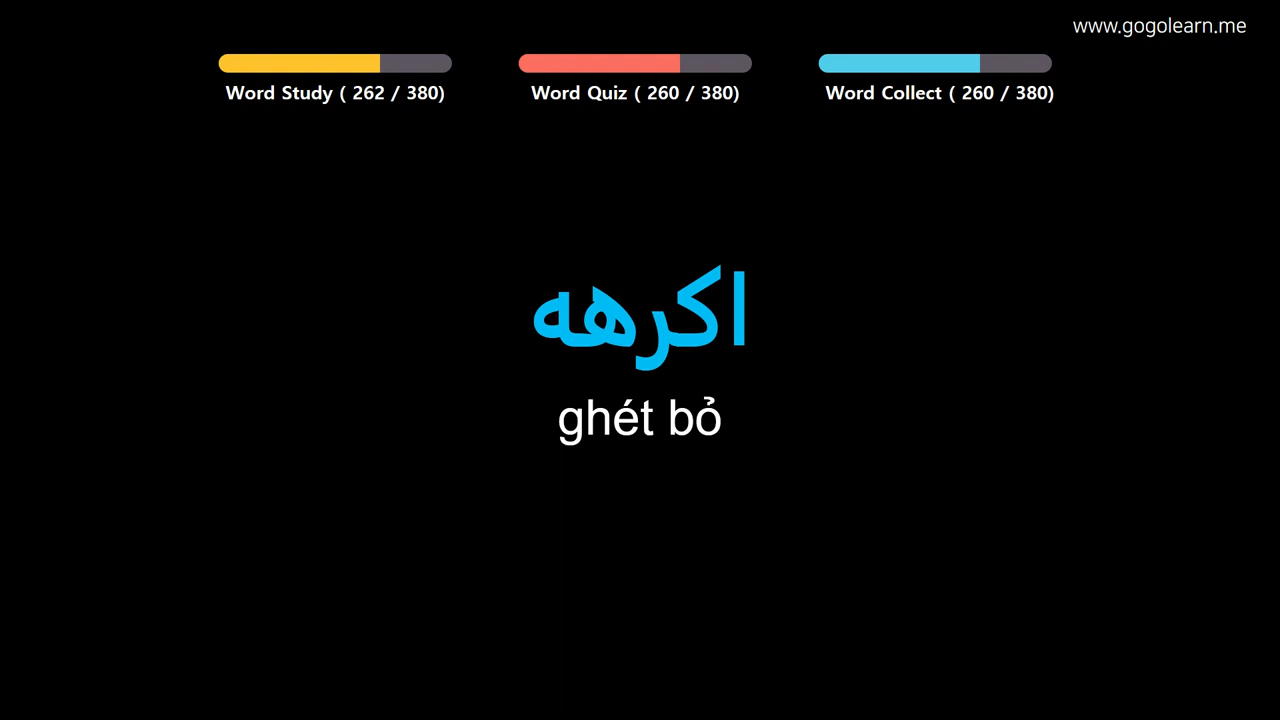 www.gogolearn.me
Word Study ( 262 / 380)
Word Quiz ( 260 / 380)
Word Collect ( 260 / 380)
اكرهه
ghét bỏ